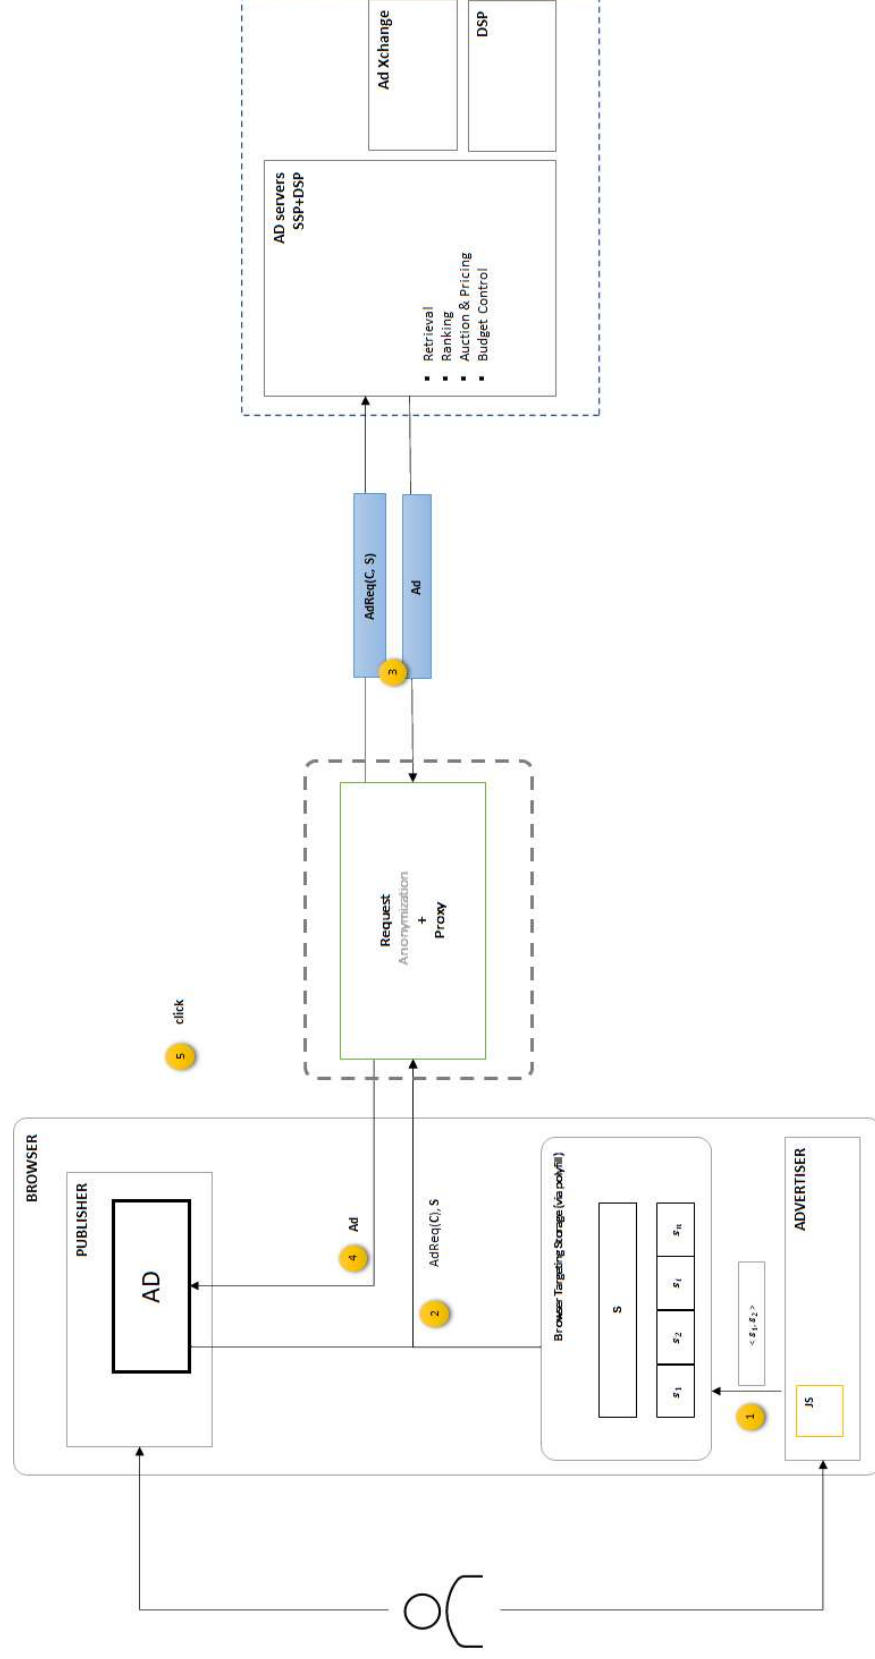 BROWSER
PUBLISHER
AD
5
click
4
Ad
2
AdReq(C), S
Browser Targeting Storage (via polyfill)
S
s₁
s₂
sᵢ
sₙ
1
< s₁, s₂ >
ADVERTISER
JS
Request
Anonymization
+
Proxy
3
AdReq(C, S)
Ad
AD servers
SSP+DSP
▪ Retrieval
▪ Ranking
▪ Auction & Pricing
▪ Budget Control
Ad Xchange
DSP